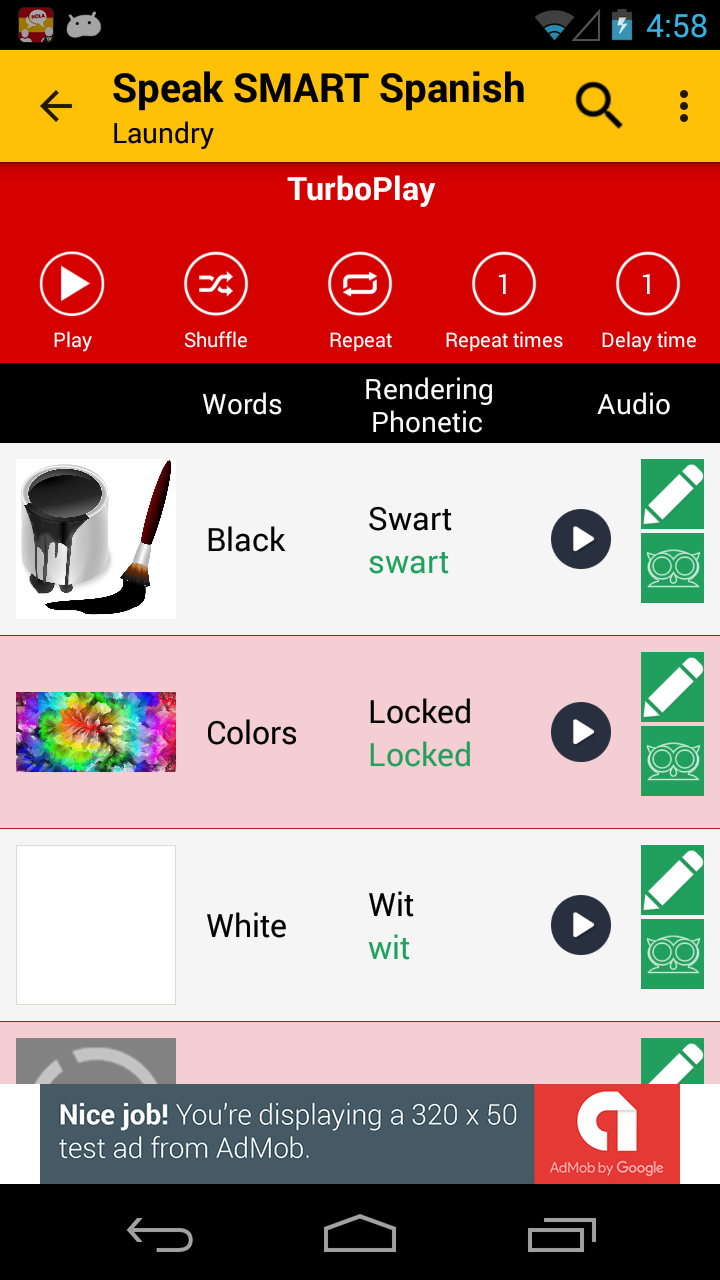 4:58
Speak SMART Spanish
Laundry
TurboPlay
1
1
Play
Shuffle
Repeat
Repeat times
Delay time
Words
Rendering
Phonetic
Audio
Black
Swart
swart
Colors
Locked
Locked
White
Wit
wit
Nice job! You're displaying a 320 x 50
test ad from AdMob.
AdMob by Google